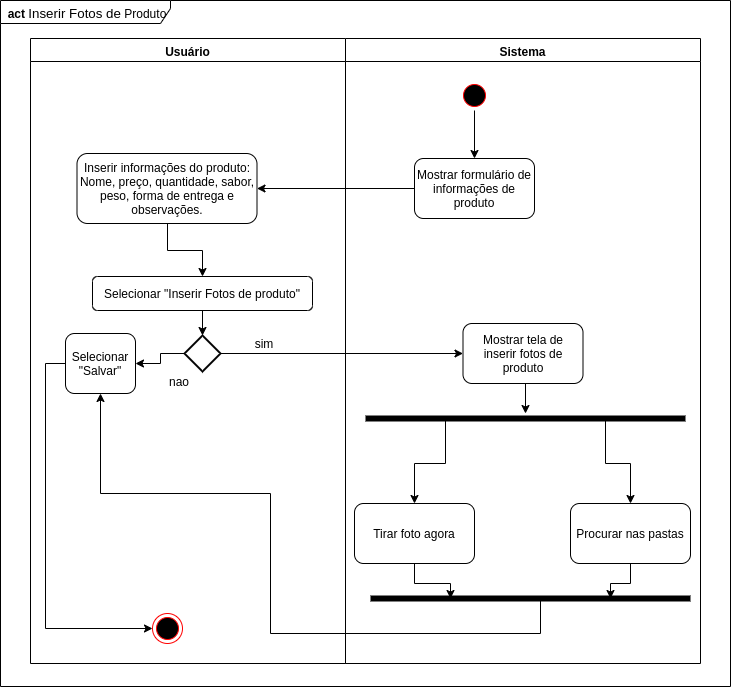 act Inserir Fotos de Produto
Usuário
Sistema
Inserir informações do produto:
Nome, preço, quantidade, sabor,
peso, forma de entrega e
observações.
Mostrar formulário de
informações de
produto
Selecionar "Inserir Fotos de produto"
sim
nao
Selecionar
"Salvar"
Mostrar tela de
inserir fotos de
produto
Tirar foto agora
Procurar nas pastas